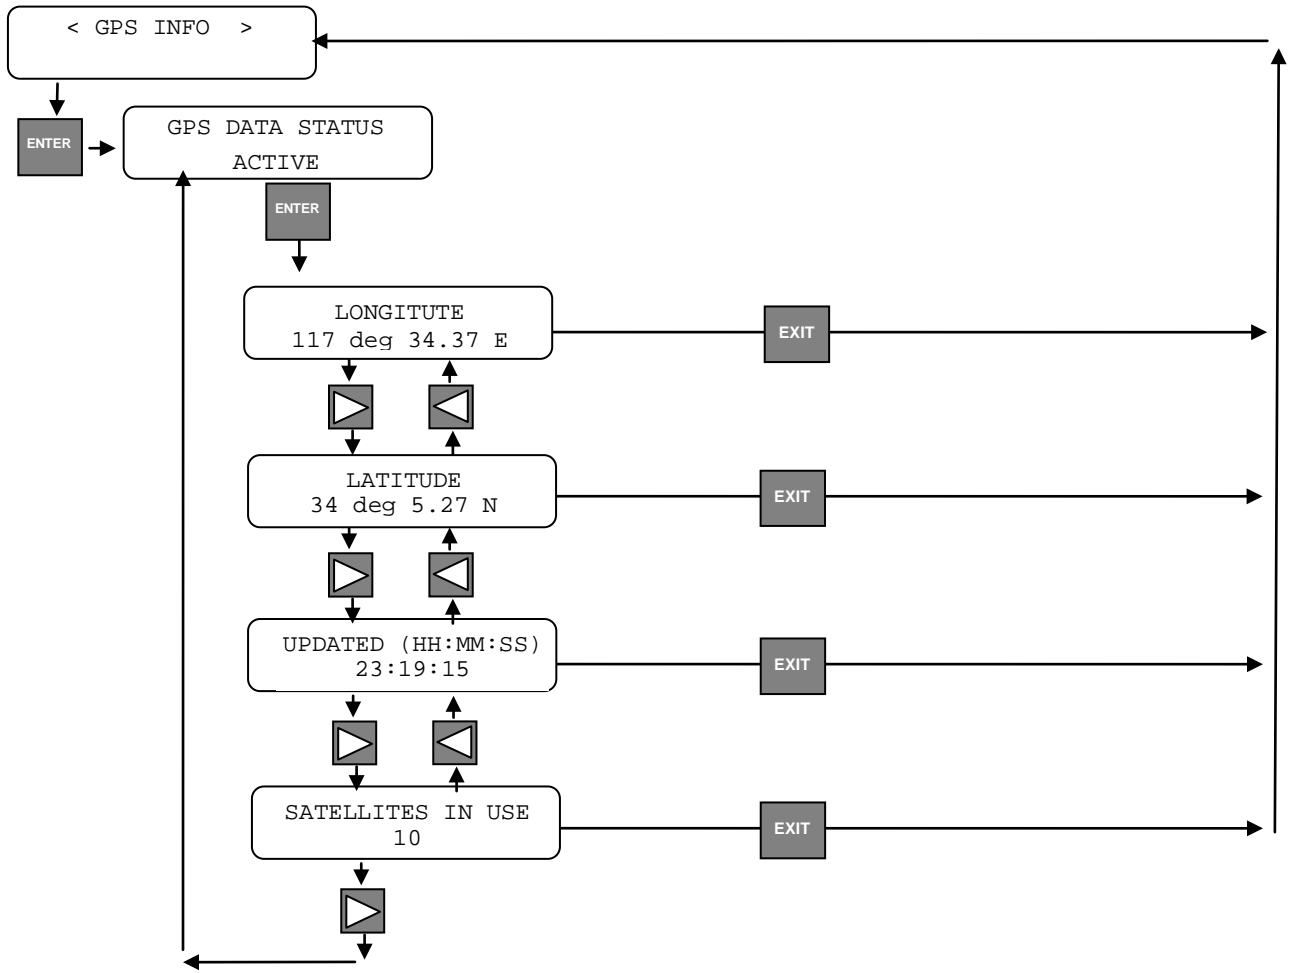 < GPS INFO >
ENTER
GPS DATA STATUS
ACTIVE
ENTER
LONGITUTE
117 deg 34.37 E
EXIT
LATITUDE
34 deg 5.27 N
EXIT
UPDATED (HH:MM:SS)
23:19:15
EXIT
SATELLITES IN USE
10
EXIT